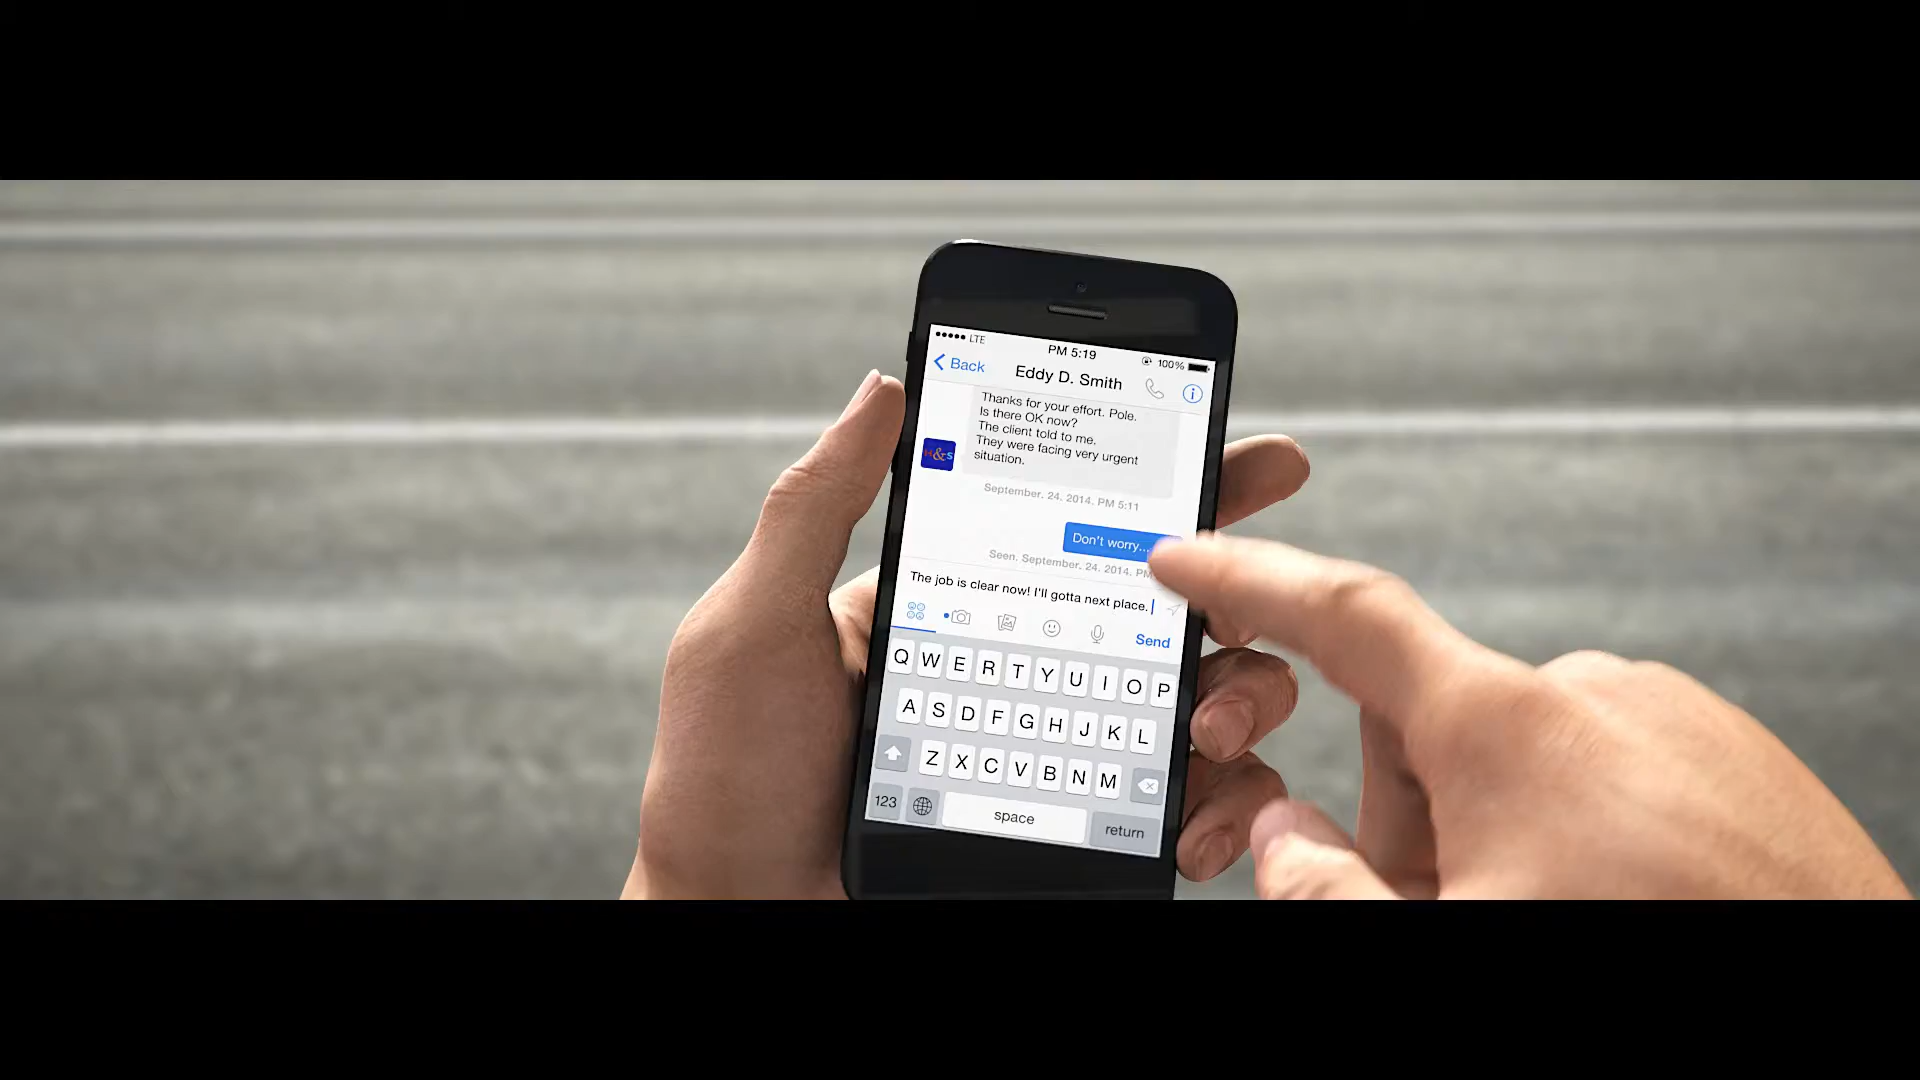 LTE
PM 5:19
100%
Back
Eddy D. Smith
Thanks for your effort. Pole.
Is there OK now?
The client told to me.
They were facing very urgent
situation.
H&S
September. 24. 2014. PM 5:11
Don't worry...
Seen. September. 24. 2014. PM
The job is clear now! I'll gotta next place.
Send
Q W E R T Y U I O P
A S D F G H J K L
Z X C V B N M
123
space
return